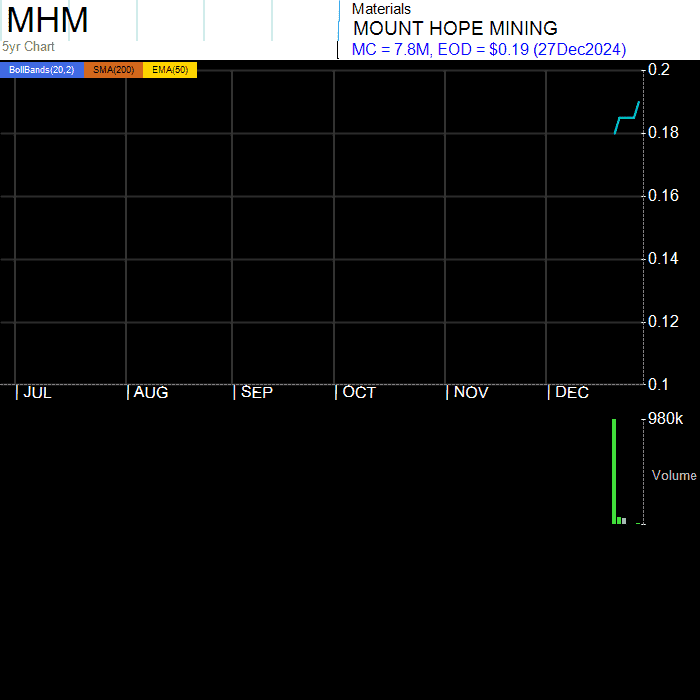 MHM
5yr Chart
Materials
MOUNT HOPE MINING
MC = 7.8M, EOD = $0.19 (27Dec2024)
BollBands(20,2) SMA(200) EMA(50)
0.2
0.18
0.16
0.14
0.12
0.1
JUL AUG SEP OCT NOV DEC
980k
Volume